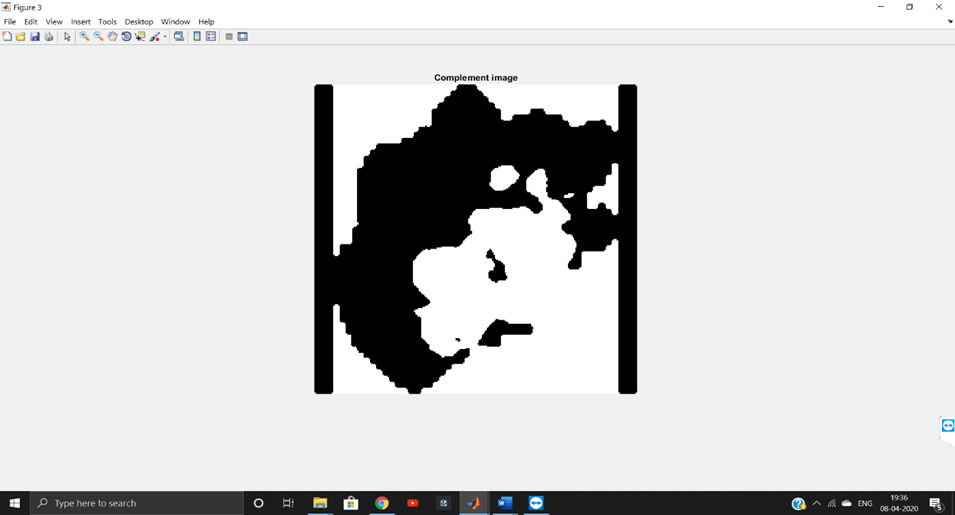 Figure 3
File Edit View Insert Tools Desktop Window Help
Complement image
Type here to search
ENG
19:36
08-04-2020
5